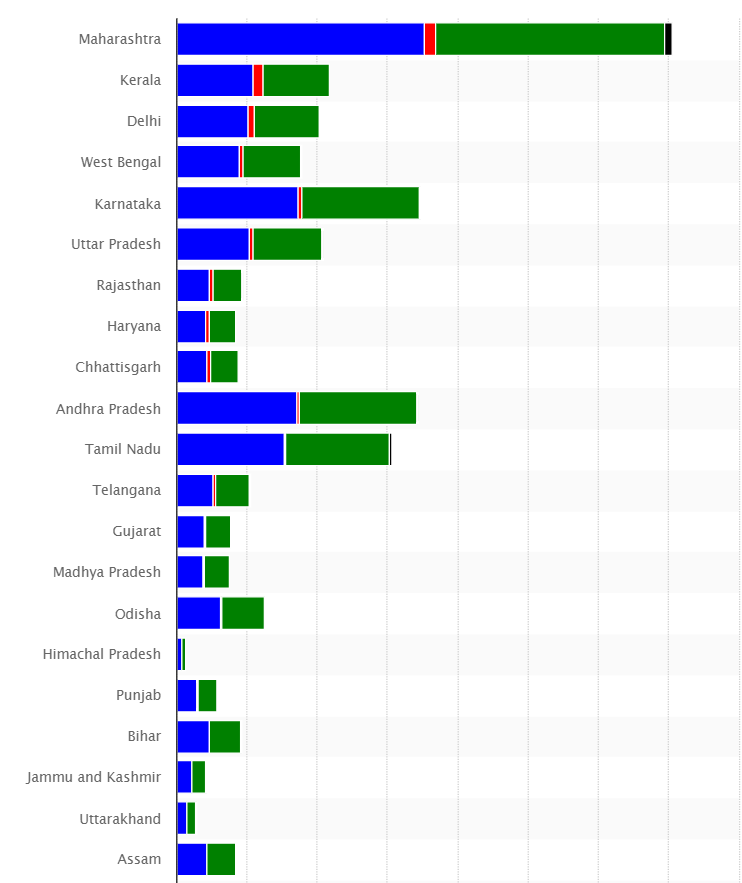 Maharashtra
Kerala
Delhi
West Bengal
Karnataka
Uttar Pradesh
Rajasthan
Haryana
Chhattisgarh
Andhra Pradesh
Tamil Nadu
Telangana
Gujarat
Madhya Pradesh
Odisha
Himachal Pradesh
Punjab
Bihar
Jammu and Kashmir
Uttarakhand
Assam